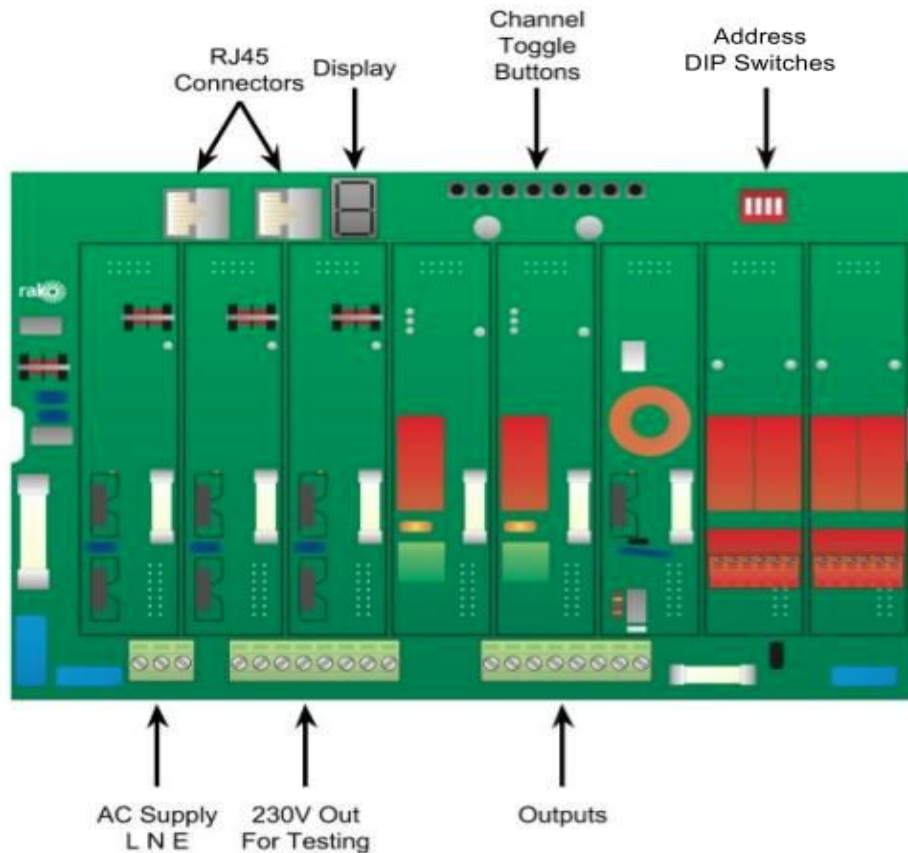 RJ45
Connectors
Display
Channel
Toggle
Buttons
Address
DIP Switches
rako
AC Supply
L N E
230V Out
For Testing
Outputs